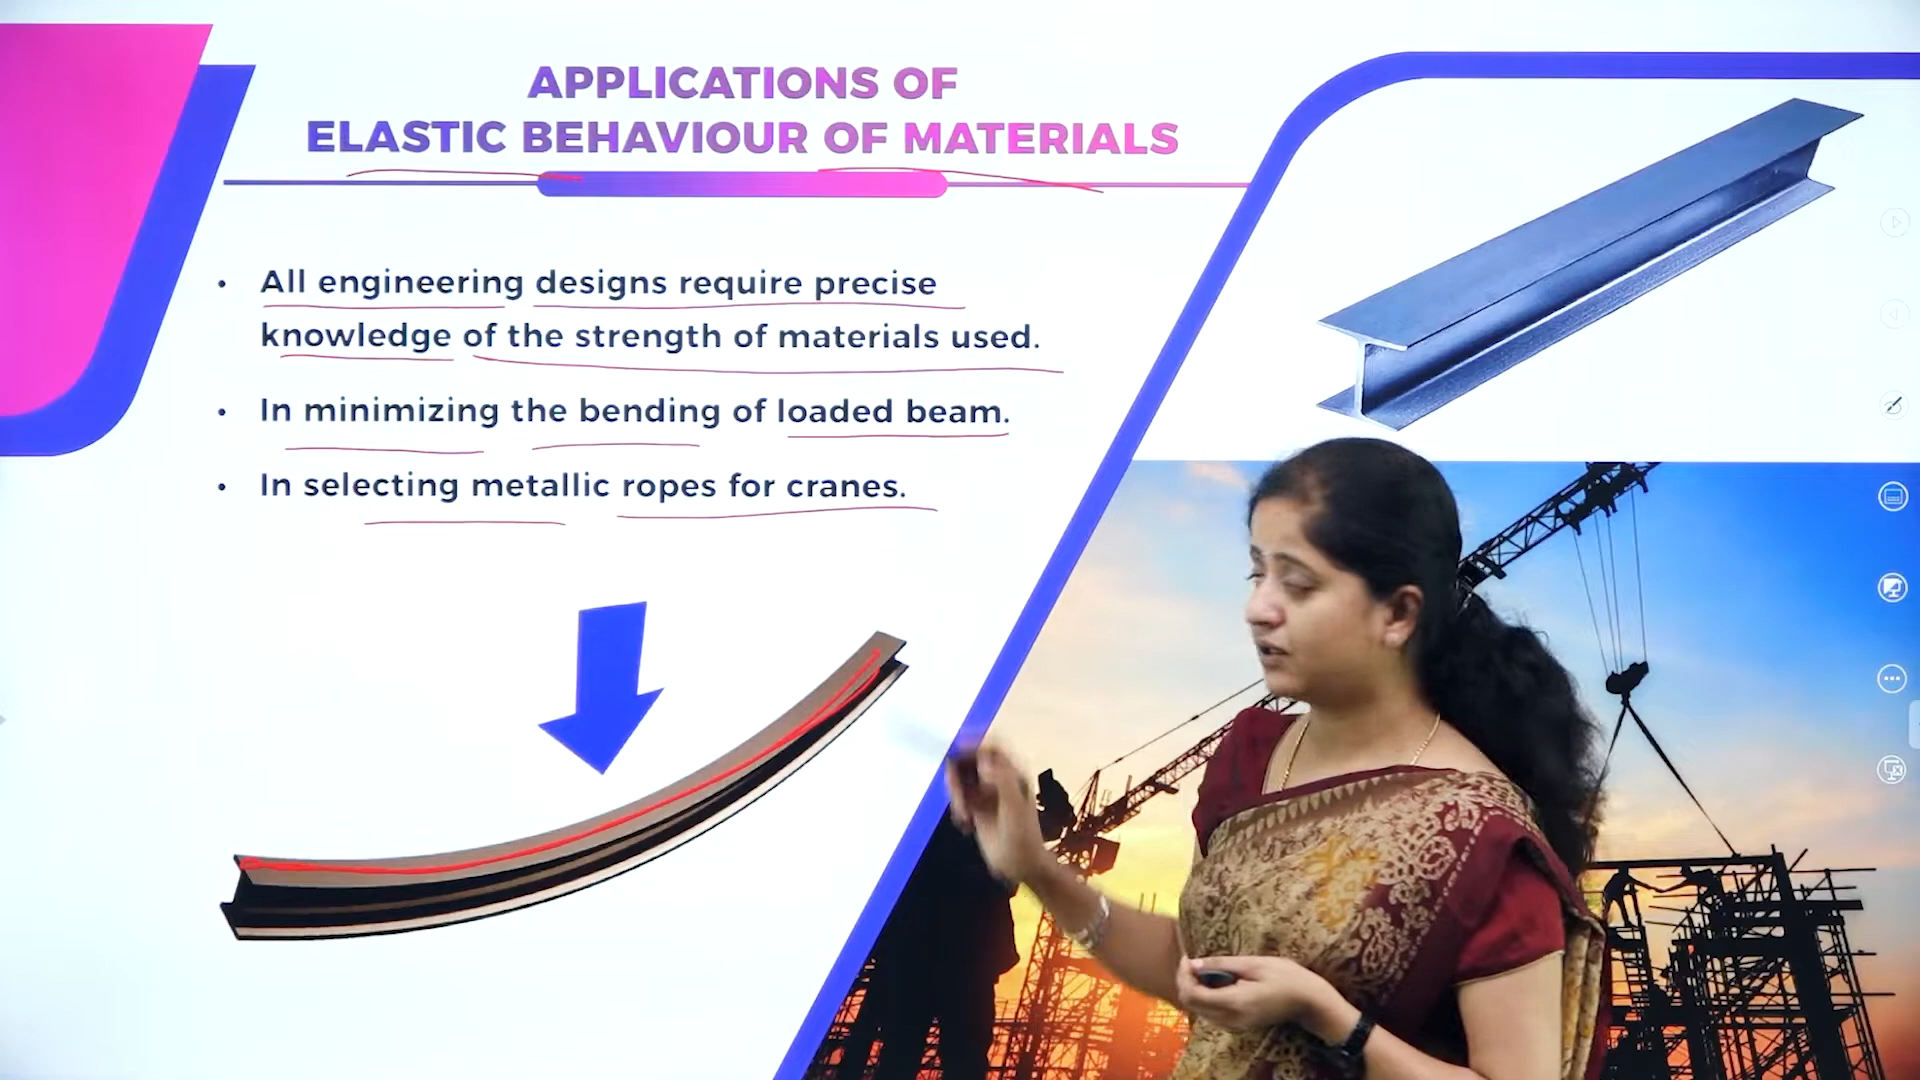 APPLICATIONS OF
ELASTIC BEHAVIOUR OF MATERIALS
• All engineering designs require precise
knowledge of the strength of materials used.
• In minimizing the bending of loaded beam.
• In selecting metallic ropes for cranes.